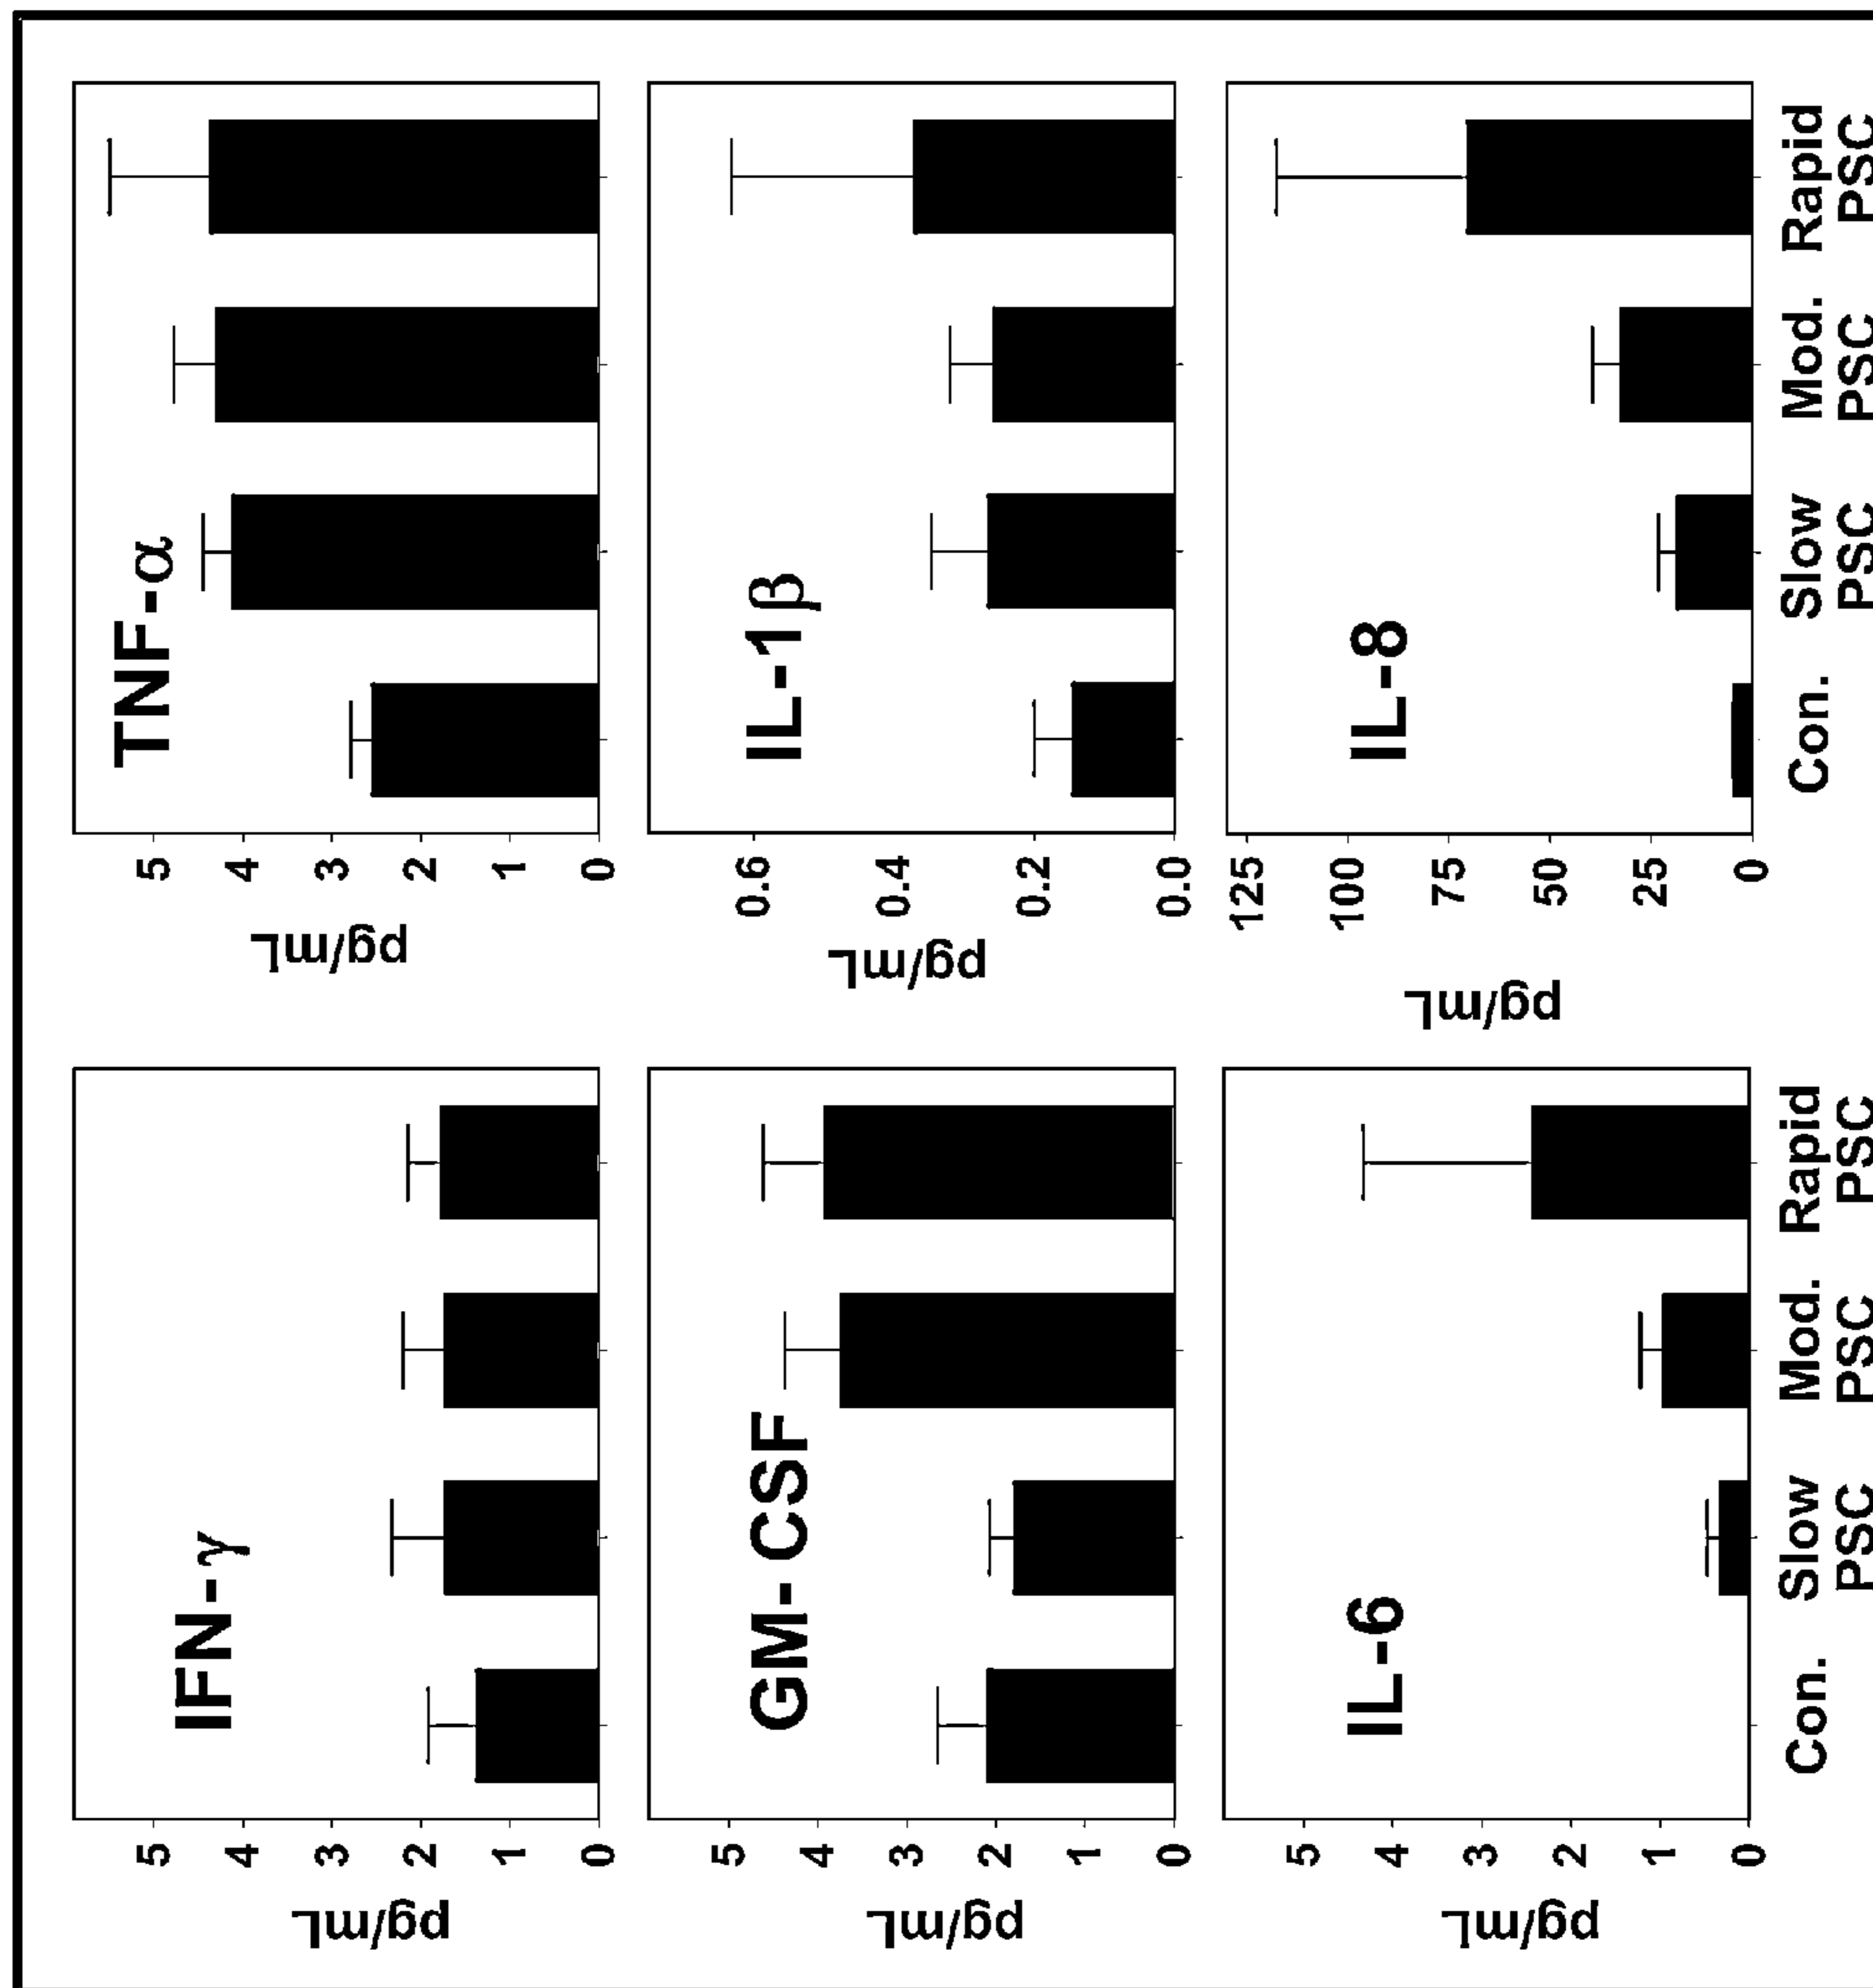 IFN-γ
pg/mL
5
4
3
2
1
0
TNF-α
pg/mL
5
4
3
2
1
0
GM- CSF
pg/mL
5
4
3
2
1
0
IL-1β
pg/mL
0.6
0.4
0.2
0.0
IL-6
pg/mL
5
4
3
2
1
0
Con. Slow Mod. Rapid
PSC PSC PSC
IL-8
pg/mL
125
100
75
50
25
0
Con. Slow Mod. Rapid
PSC PSC PSC